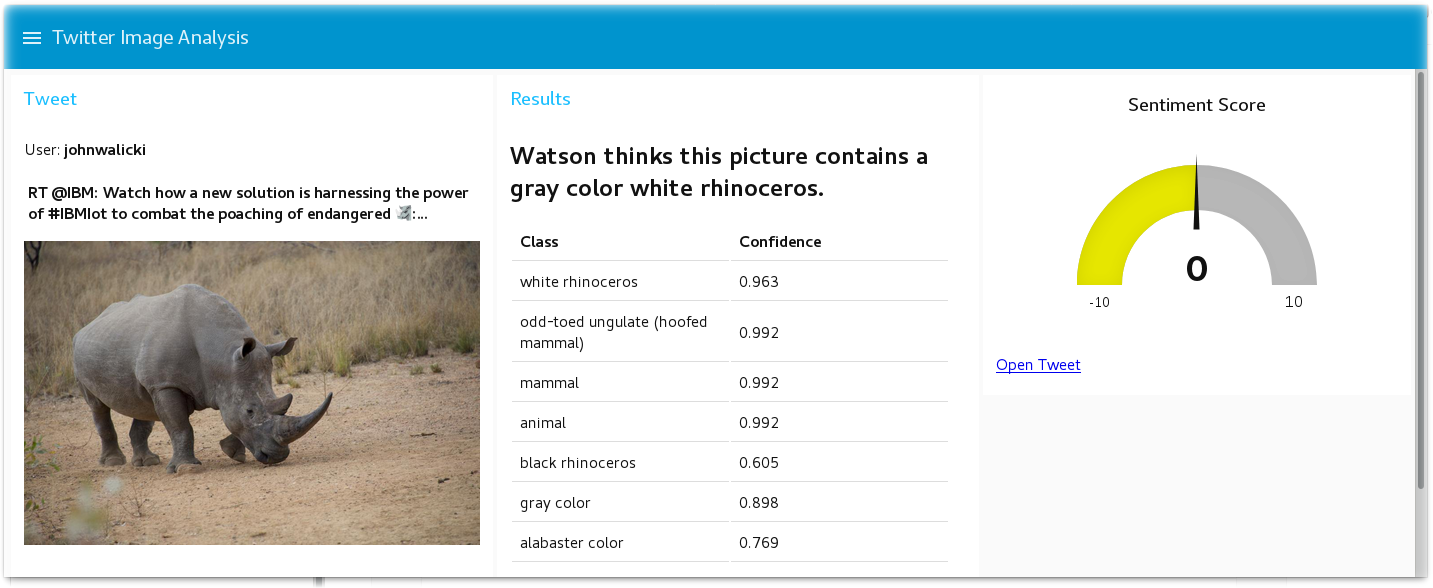 Twitter Image Analysis
Tweet
User: johnwalicki
RT @IBM: Watch how a new solution is harnessing the power
of #IBMIot to combat the poaching of endangered 🦏:...
Results
Watson thinks this picture contains a
gray color white rhinoceros.
Class Confidence
white rhinoceros 0.963
odd-toed ungulate (hoofed
mammal) 0.992
mammal 0.992
animal 0.992
black rhinoceros 0.605
gray color 0.898
alabaster color 0.769
Sentiment Score
0
-10 10
Open Tweet